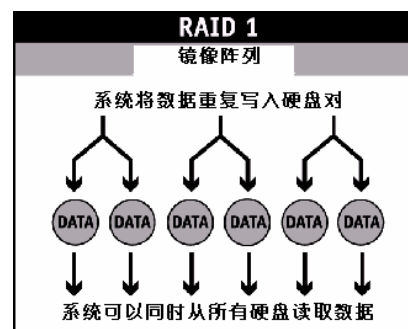 RAID 1
镜像阵列
系统将数据重复写入硬盘对
DATA DATA DATA DATA DATA DATA
系统可以同时从所有硬盘读取数据